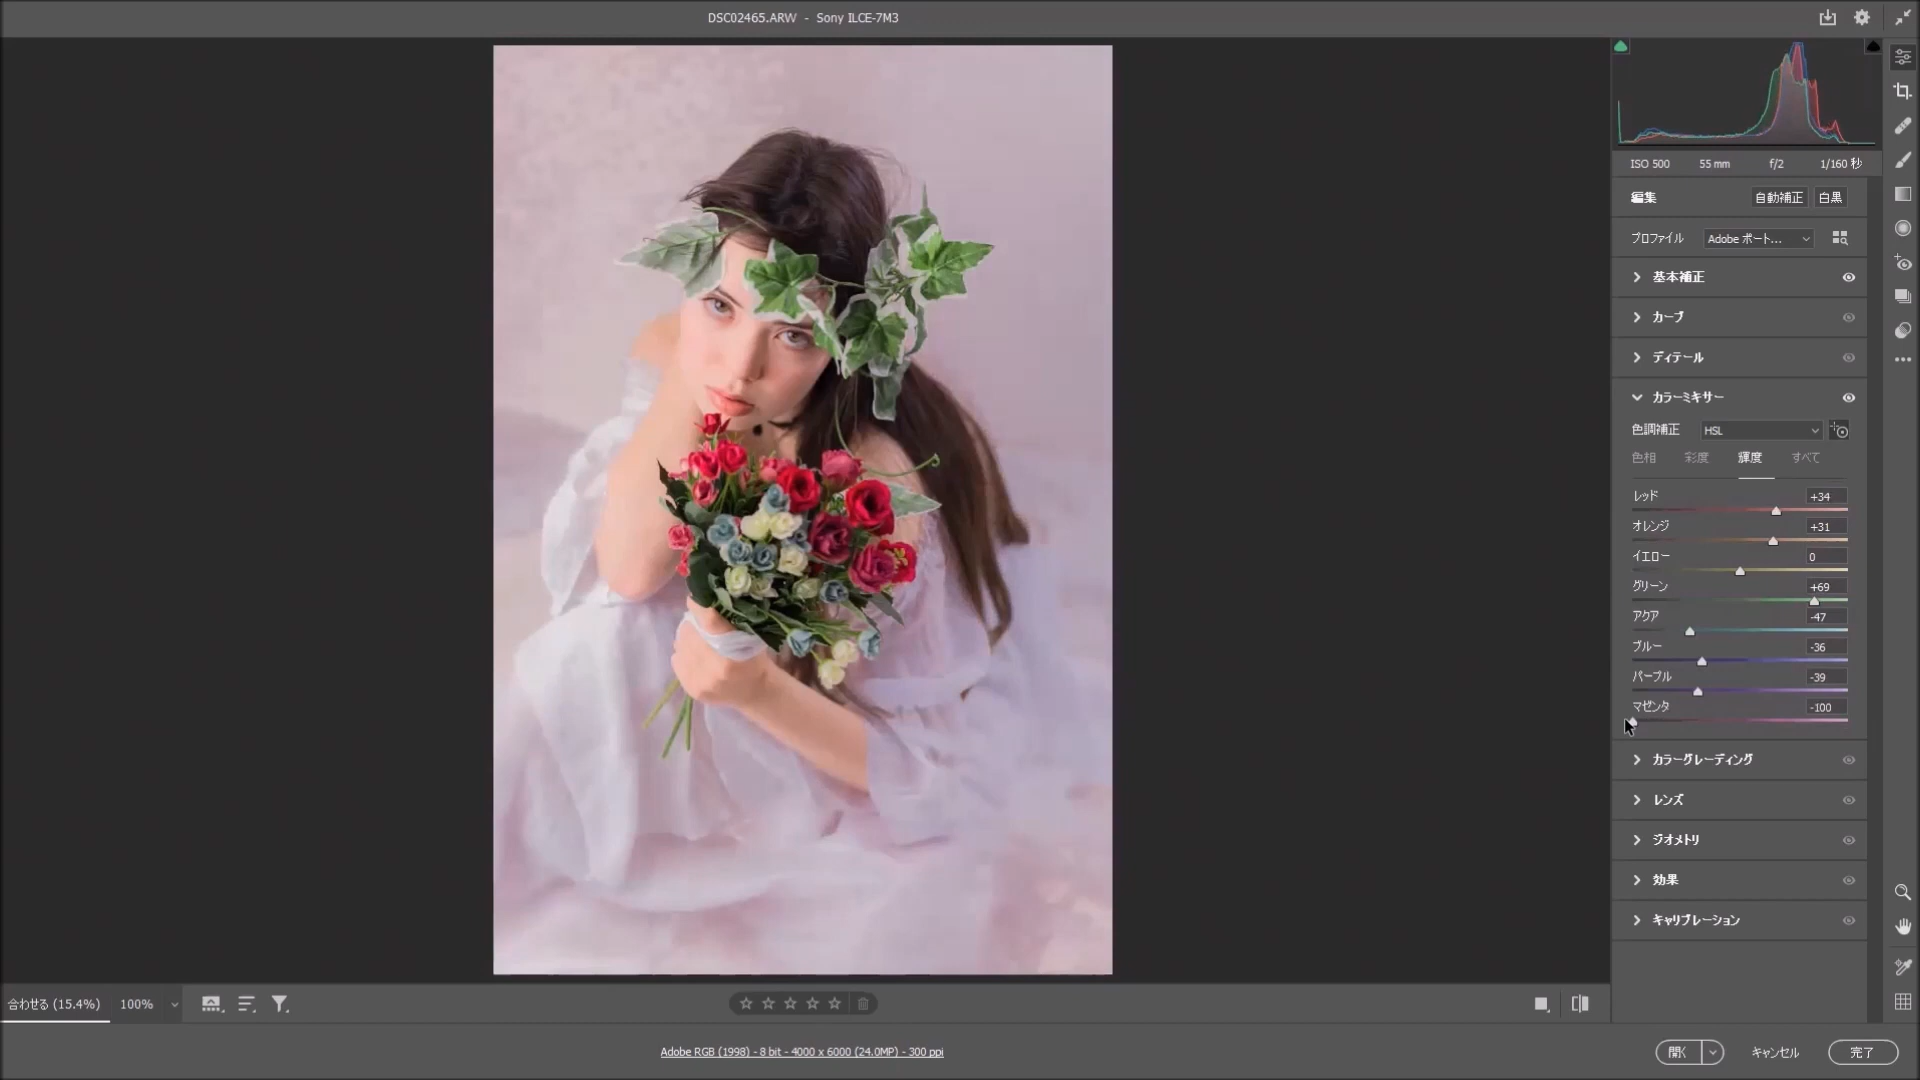 DSC02465.ARW - Sony ILCE-7M3
ISO 500 55 mm f/2 1/160 秒
編集 自動補正 白黒
プロファイル Adobe ポート...
基本補正
カーブ
ディテール
カラーミキサー
色調補正 HSL
色相 彩度 輝度 すべて
レッド +34
オレンジ +31
イエロー 0
グリーン +69
アクア -47
ブルー -36
パープル -39
マゼンタ -100
カラーグレーディング
レンズ
ジオメトリ
効果
キャリブレーション
合わせる (15.4%) 100%
Adobe RGB (1998) - 8 bit - 4000 x 6000 (24.0MP) - 300 ppi
開く キャンセル 完了